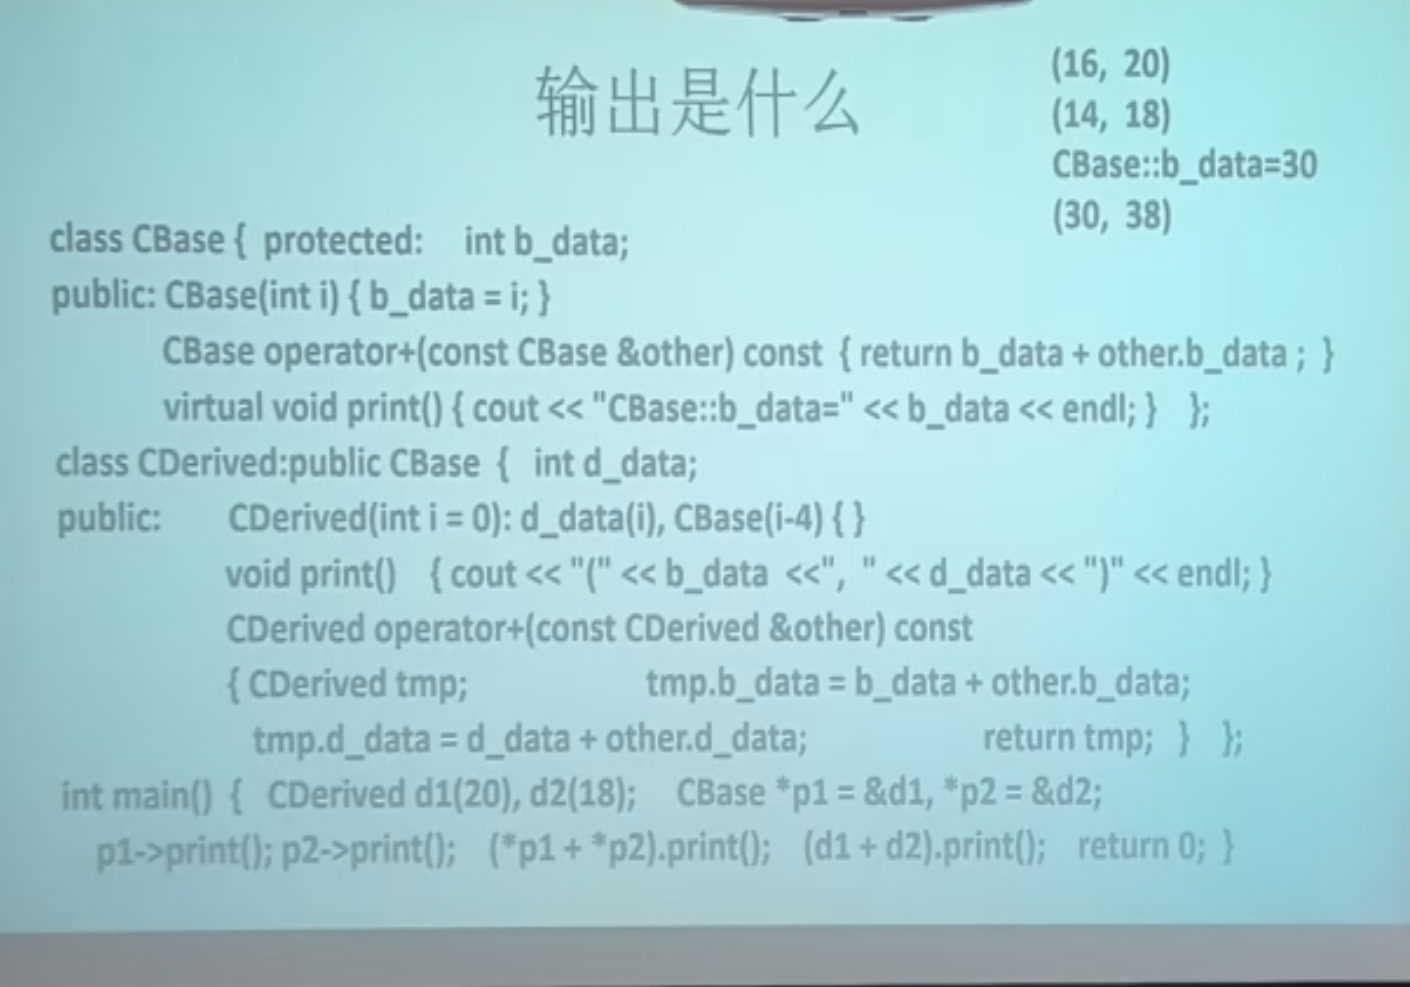 输出是什么
(16, 20)
(14, 18)
CBase::b_data=30
(30, 38)
class CBase { protected: int b_data;
public: CBase(int i) { b_data = i; }
CBase operator+(const CBase &other) const { return b_data + other.b_data ; }
virtual void print() { cout << "CBase::b_data=" << b_data << endl; } };
class CDerived:public CBase { int d_data;
public: CDerived(int i = 0): d_data(i), CBase(i-4) { }
void print() { cout << "(" << b_data <<", " << d_data << ")" << endl; }
CDerived operator+(const CDerived &other) const
{ CDerived tmp; tmp.b_data = b_data + other.b_data;
tmp.d_data = d_data + other.d_data; return tmp; } };
int main() { CDerived d1(20), d2(18); CBase *p1 = &d1, *p2 = &d2;
p1->print(); p2->print(); (*p1 + *p2).print(); (d1 + d2).print(); return 0; }